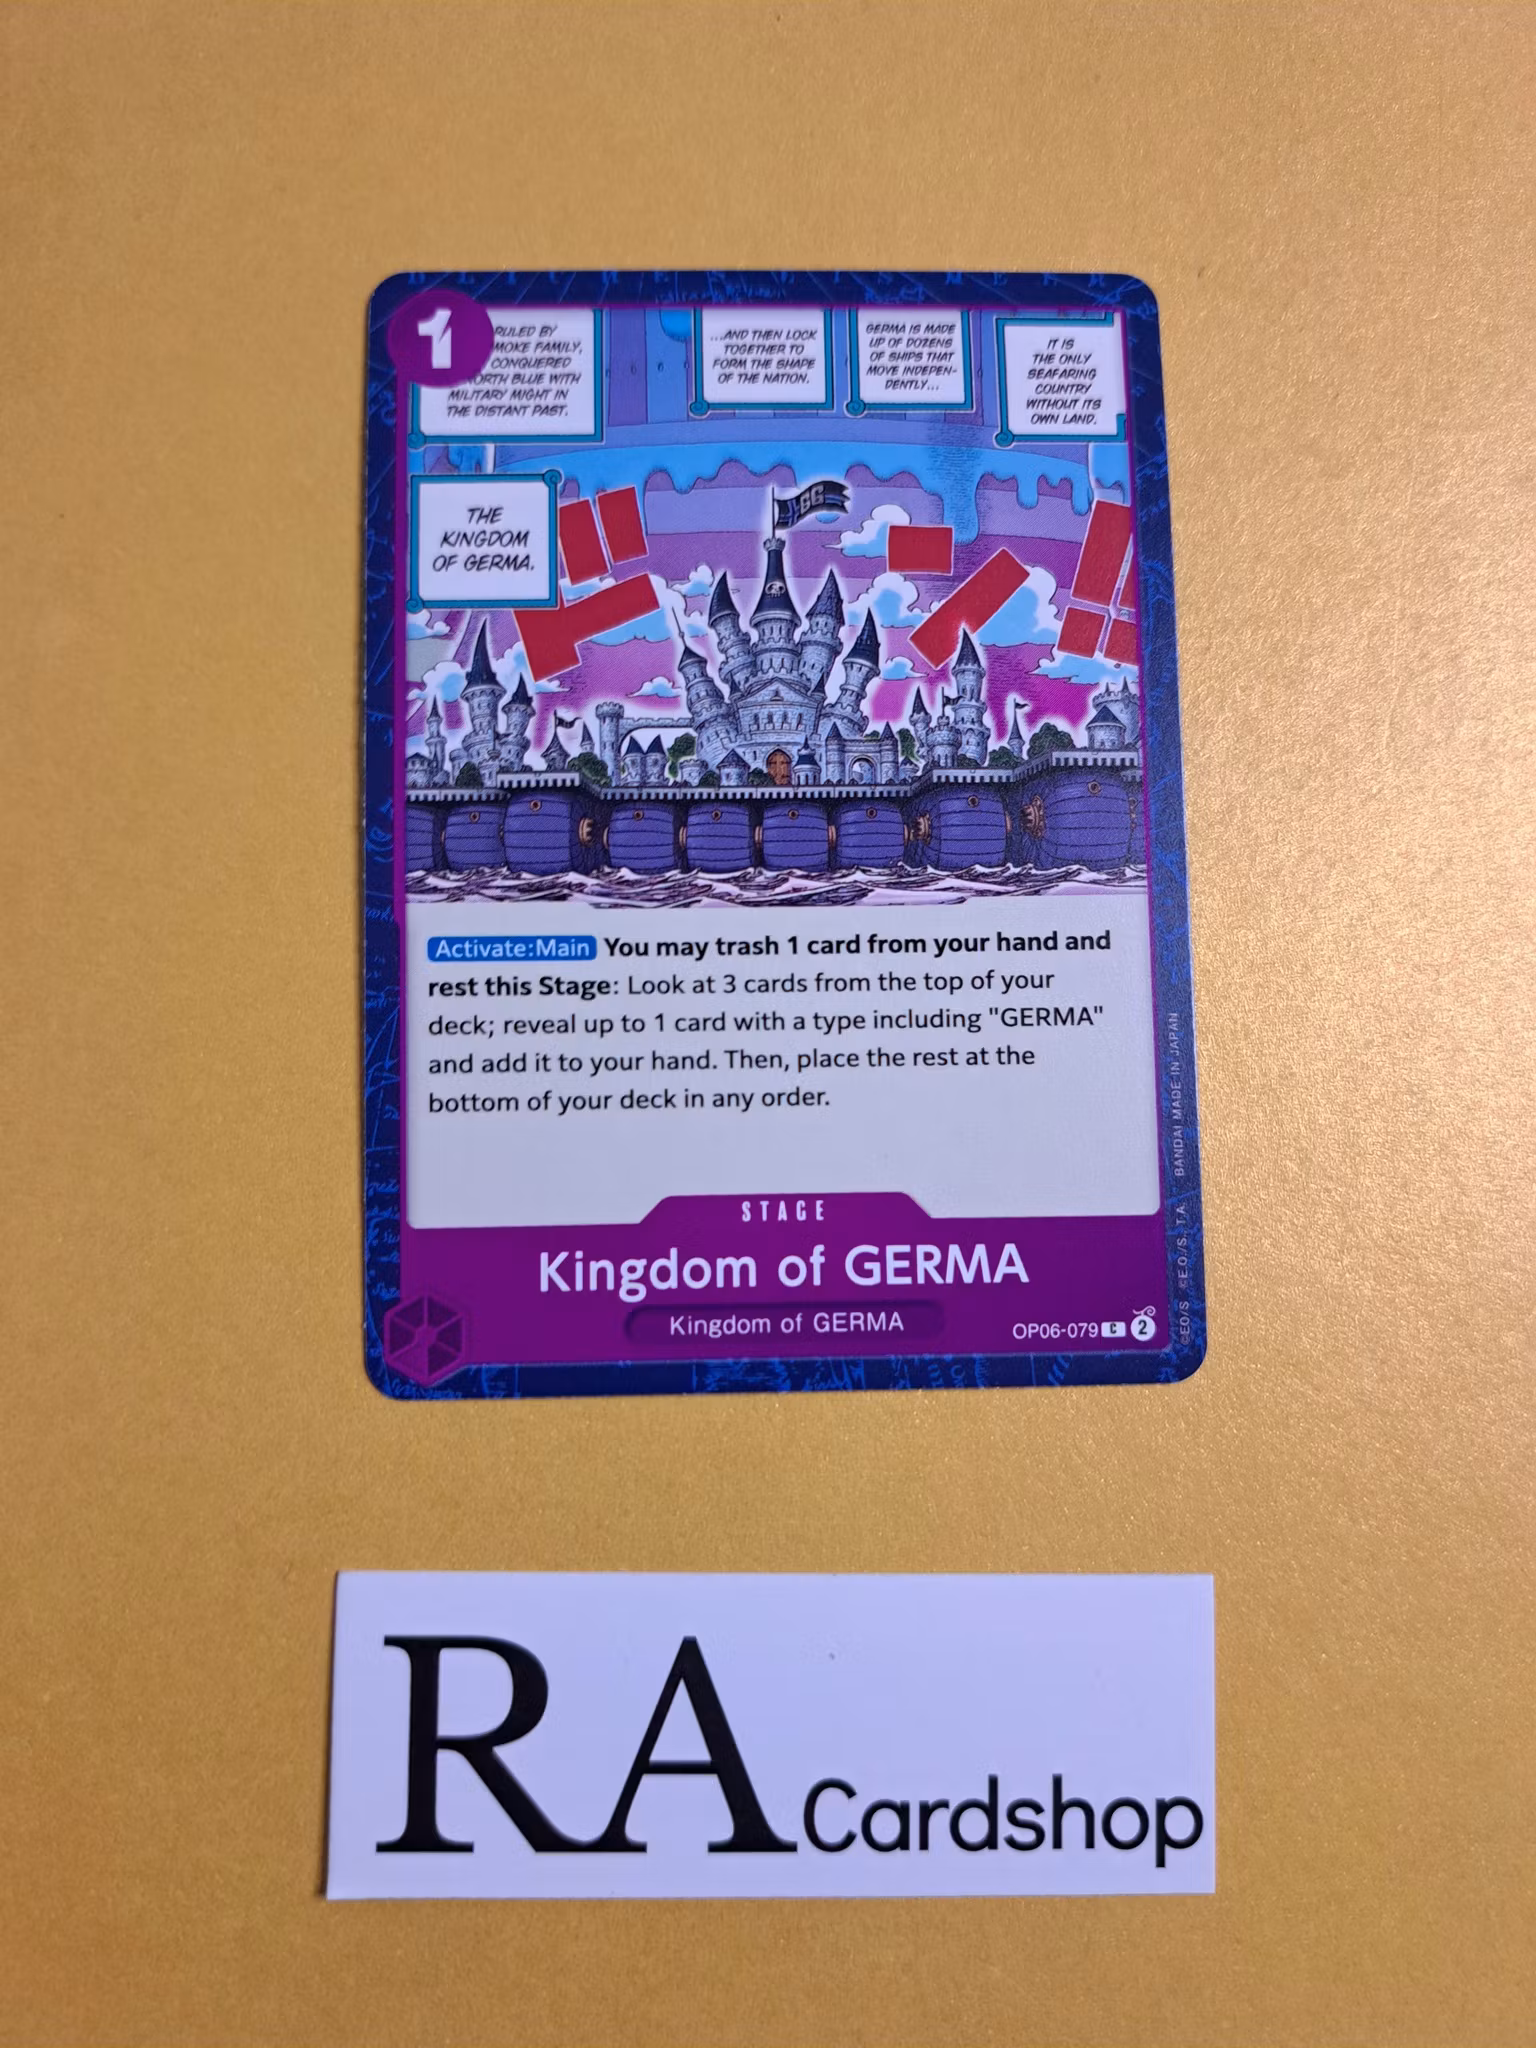 1
RULED BY
MOKE FAMILY,
CONQUERED
NORTH BLUE WITH
MILITARY MIGHT IN
THE DISTANT PAST.
...AND THEN LOCK
TOGETHER TO
FORM THE SHAPE
OF THE NATION.
GERMA IS MADE
UP OF DOZENS
OF SHIPS THAT
MOVE INDEPEN-
DENTLY...
IT IS
THE ONLY
SEAFARING
COUNTRY
WITHOUT ITS
OWN LAND.
THE
KINGDOM
OF GERMA.
66
ドン!!
Activate:Main You may trash 1 card from your hand and
rest this Stage: Look at 3 cards from the top of your
deck; reveal up to 1 card with a type including "GERMA"
and add it to your hand. Then, place the rest at the
bottom of your deck in any order.
STAGE
Kingdom of GERMA
Kingdom of GERMA
OP06-079 C 2
©EO/S ©E.O./S., T.A. BANDAI MADE IN JAPAN
RA Cardshop